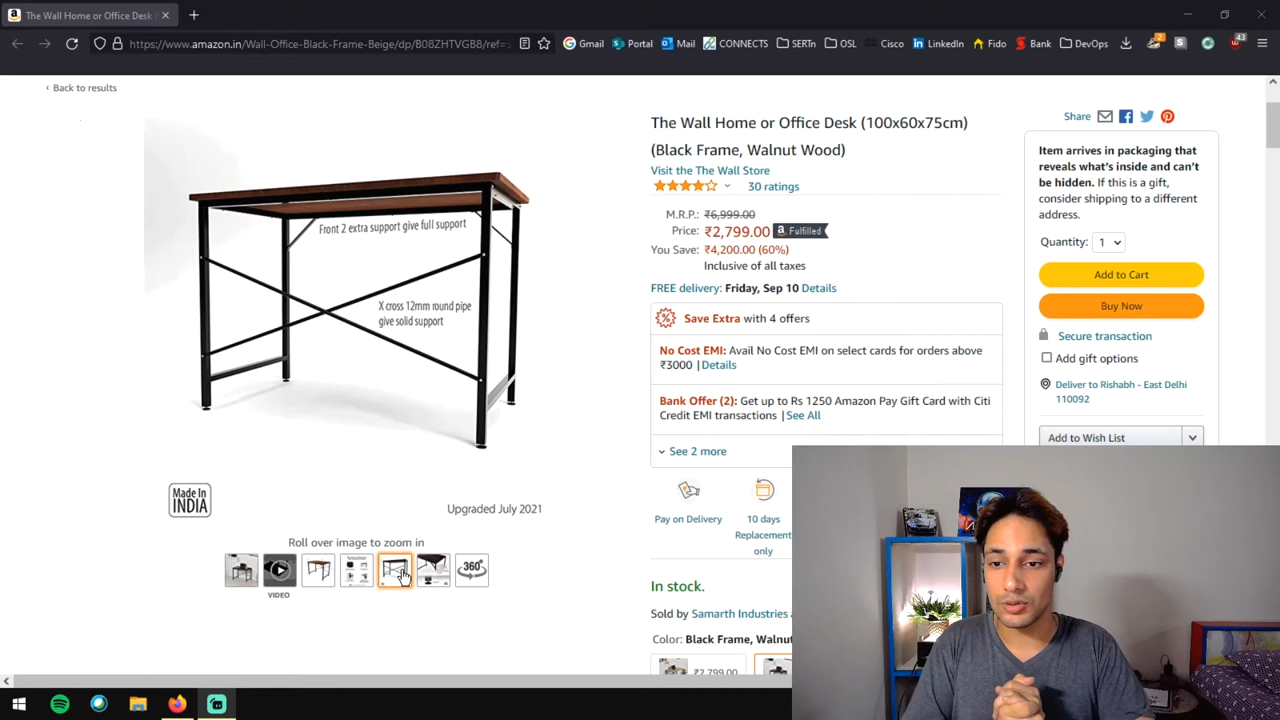 The Wall Home or Office Desk (
https://www.amazon.in/Wall-Office-Black-Frame-Beige/dp/B08ZHTVGB8/ref=s
43
Gmail
Portal
Mail
CONNECTS
SERTn
OSL
Cisco
LinkedIn
Fido
Bank
DevOps
2
‹ Back to results
Front 2 extra support give full support
X cross 12mm round pipe
give solid support
Made In
INDIA
Upgraded July 2021
Roll over image to zoom in
360°
VIDEO
The Wall Home or Office Desk (100x60x75cm)
(Black Frame, Walnut Wood)
Visit the The Wall Store
30 ratings
M.R.P.: ₹6,999.00
Price: ₹2,799.00 a Fulfilled
You Save: ₹4,200.00 (60%)
Inclusive of all taxes
FREE delivery: Friday, Sep 10 Details
Save Extra with 4 offers
No Cost EMI: Avail No Cost EMI on select cards for orders above
₹3000 | Details
Bank Offer (2): Get up to Rs 1250 Amazon Pay Gift Card with Citi
Credit EMI transactions | See All
See 2 more
Pay on Delivery
10 days
Replacement
only
In stock.
Sold by Samarth Industries
Color: Black Frame, Walnut
₹2,799.00
Share
Item arrives in packaging that
reveals what's inside and can't
be hidden. If this is a gift,
consider shipping to a different
address.
Quantity: 1
Add to Cart
Buy Now
Secure transaction
Add gift options
Deliver to Rishabh - East Delhi
110092
Add to Wish List